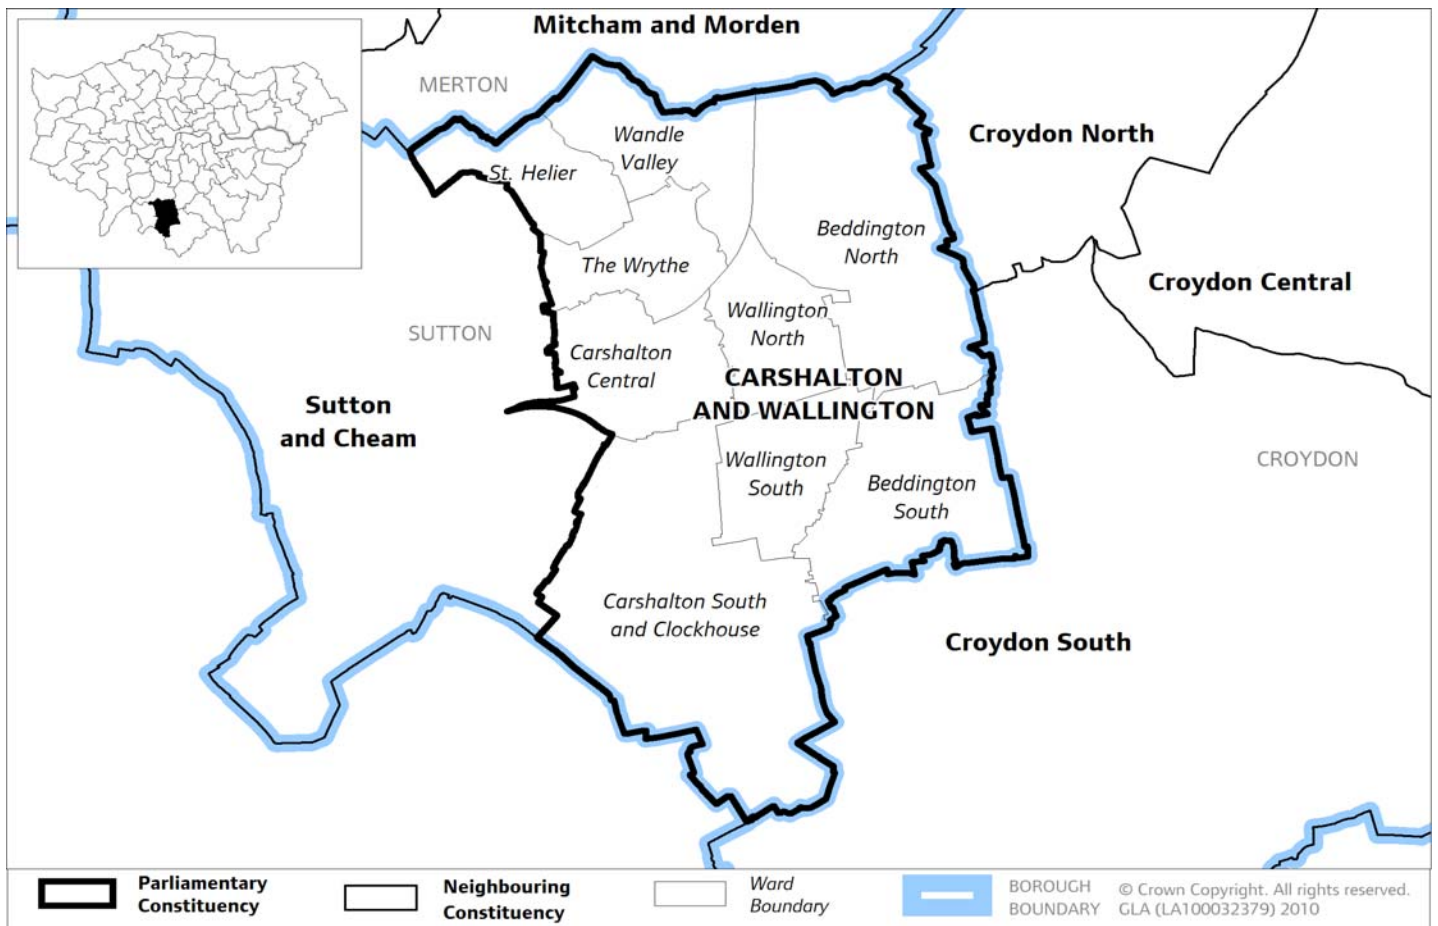 Mitcham and Morden
MERTON
Wandle
Valley
Croydon North
St. Helier
Beddington
North
The Wrythe
Croydon Central
Wallington
North
SUTTON
Carshalton
Central
CARSHALTON
AND WALLINGTON
Sutton
and Cheam
Wallington
South
CROYDON
Beddington
South
Carshalton South
and Clockhouse
Croydon South
Parliamentary
Constituency
Neighbouring
Constituency
Ward
Boundary
BOROUGH
BOUNDARY
© Crown Copyright. All rights reserved.
GLA (LA100032379) 2010